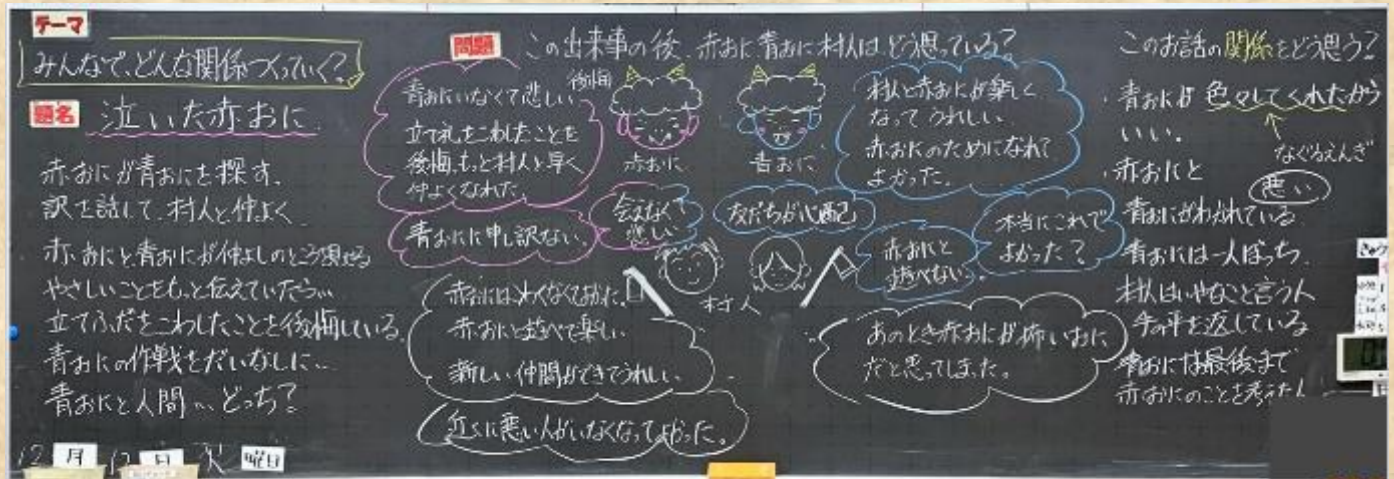 テーマ
みんなで、どんな関係つくっていく?
題名 泣いた赤おに
赤おにが青おにを探す、
訳を話して、村人と仲よく
赤おにと青おにが仲よしのところ見せる
やさしいことをもっと伝えていたら…
立てふだをこわしたことを後悔している。
青おにの作戦をだいなしに…
青おにと人間…どっち?
12月12日火曜日
問題 この出来事の後、赤おに青おに村人はどう思っている?
後悔
青おにいなくて悲しい
立て札をこわしたことを
後悔、もっと村人と早く
仲よくなれた
青おにに申し訳ない、
会えなくて
悲しい
赤おに
青おに
村人と赤おにが楽しく
なってうれしい
赤おにのためになれて
よかった。
友だちが心配
赤おにと
遊べない
本当にこれで
よかった?
村人
赤おにはわるくなくてよかった。
赤おにと遊べて楽しい
新しい仲間ができてうれしい
近くに悪い人がいなくなってよかった。
あのとき赤おにが怖いおに
だと思ってしまった。
このお話の関係をどう思う?
・青おにが色々してくれたから
いい。
なぐるえんぎ
悪い
・赤おにと
青おにがわかれている
青おには一人ぼっち
村人はいやなこと言う人
手の平を返している
青おには最後まで
赤おにのことを考えた